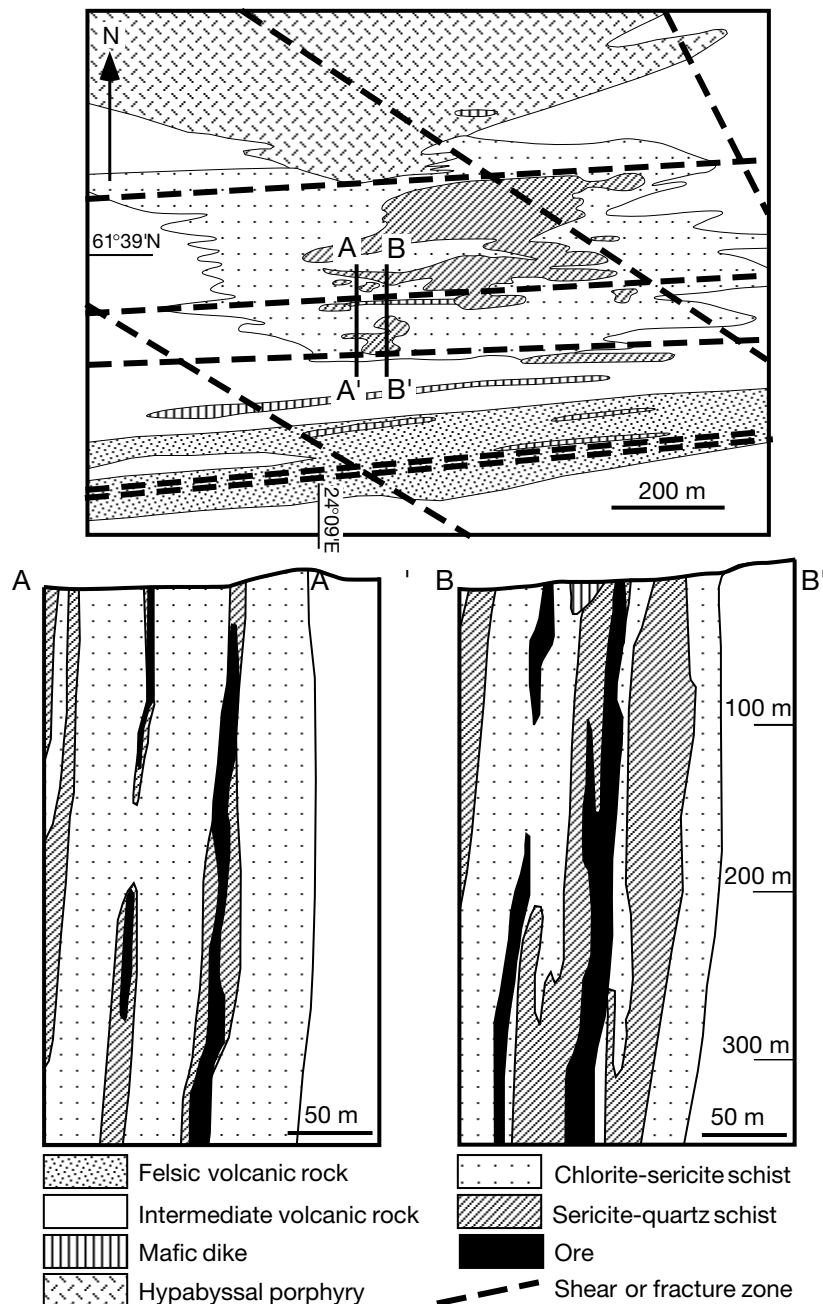 N
61°39'N
A B
A' B'
24°09'E
200 m
A A '
B B'
100 m
200 m
300 m
50 m
50 m
Felsic volcanic rock
Intermediate volcanic rock
Mafic dike
Hypabyssal porphyry
Chlorite-sericite schist
Sericite-quartz schist
Ore
Shear or fracture zone